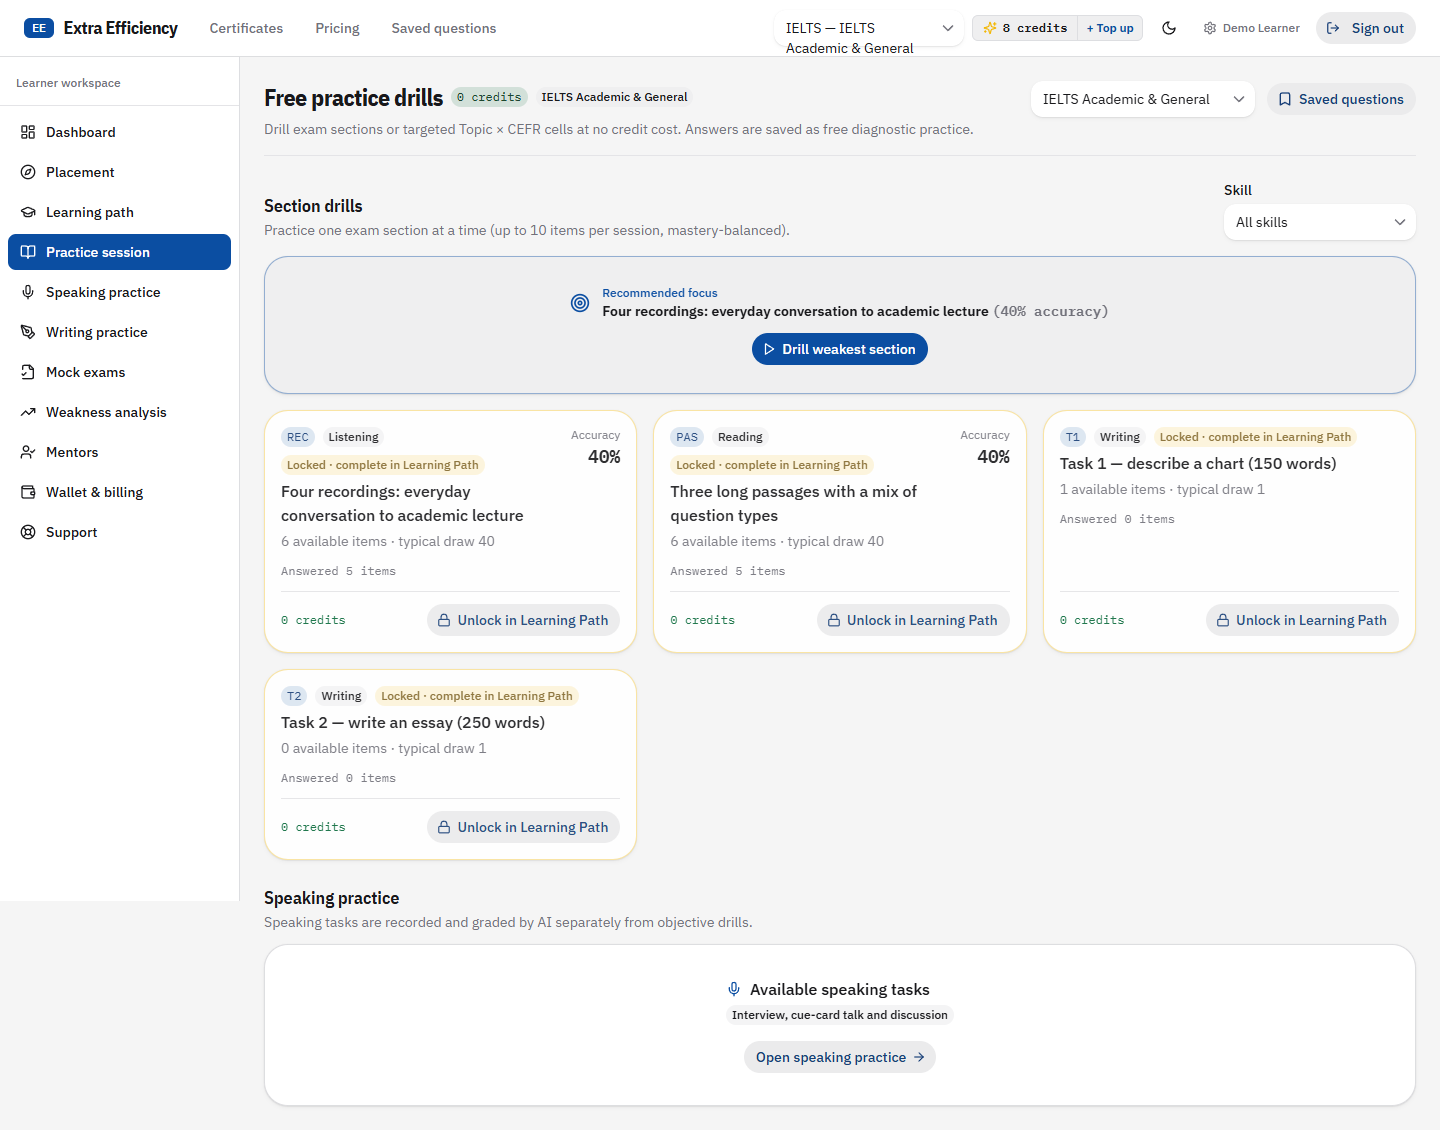 EE Extra Efficiency
Certificates
Pricing
Saved questions
IELTS — IELTS
Academic & General
8 credits
+ Top up
Demo Learner
Sign out
Learner workspace
Dashboard
Placement
Learning path
Practice session
Speaking practice
Writing practice
Mock exams
Weakness analysis
Mentors
Wallet & billing
Support
Free practice drills
0 credits
IELTS Academic & General
Drill exam sections or targeted Topic × CEFR cells at no credit cost. Answers are saved as free diagnostic practice.
IELTS Academic & General
Saved questions
Section drills
Practice one exam section at a time (up to 10 items per session, mastery-balanced).
Skill
All skills
Recommended focus
Four recordings: everyday conversation to academic lecture (40% accuracy)
Drill weakest section
REC Listening
Locked · complete in Learning Path
Accuracy
40%
Four recordings: everyday
conversation to academic lecture
6 available items · typical draw 40
Answered 5 items
0 credits
Unlock in Learning Path
PAS Reading
Locked · complete in Learning Path
Accuracy
40%
Three long passages with a mix of
question types
6 available items · typical draw 40
Answered 5 items
0 credits
Unlock in Learning Path
T1 Writing Locked · complete in Learning Path
Task 1 — describe a chart (150 words)
1 available items · typical draw 1
Answered 0 items
0 credits
Unlock in Learning Path
T2 Writing Locked · complete in Learning Path
Task 2 — write an essay (250 words)
0 available items · typical draw 1
Answered 0 items
0 credits
Unlock in Learning Path
Speaking practice
Speaking tasks are recorded and graded by AI separately from objective drills.
Available speaking tasks
Interview, cue-card talk and discussion
Open speaking practice